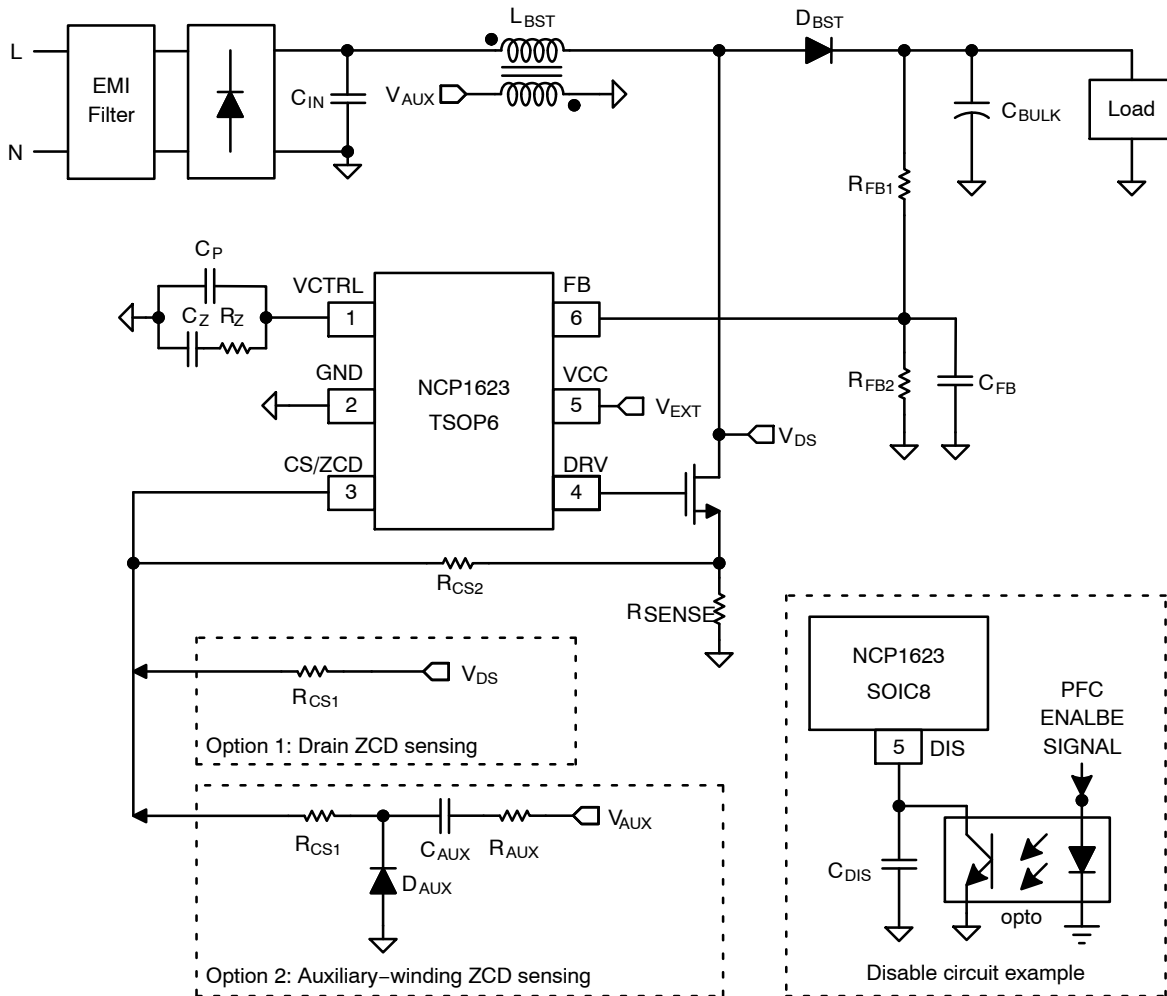 L_BST
D_BST
L
EMI
Filter
C_IN
V_AUX
C_BULK
Load
N
R_FB1
C_P
VCTRL
FB
C_Z
R_Z
1
6
GND
VCC
NCP1623
TSOP6
2
5
V_EXT
R_FB2
C_FB
V_DS
CS/ZCD
DRV
3
4
R_CS2
R_SENSE
R_CS1
V_DS
Option 1: Drain ZCD sensing
R_CS1
C_AUX
R_AUX
V_AUX
D_AUX
Option 2: Auxiliary−winding ZCD sensing
NCP1623
SOIC8
PFC
ENALBE
SIGNAL
5
DIS
C_DIS
opto
Disable circuit example